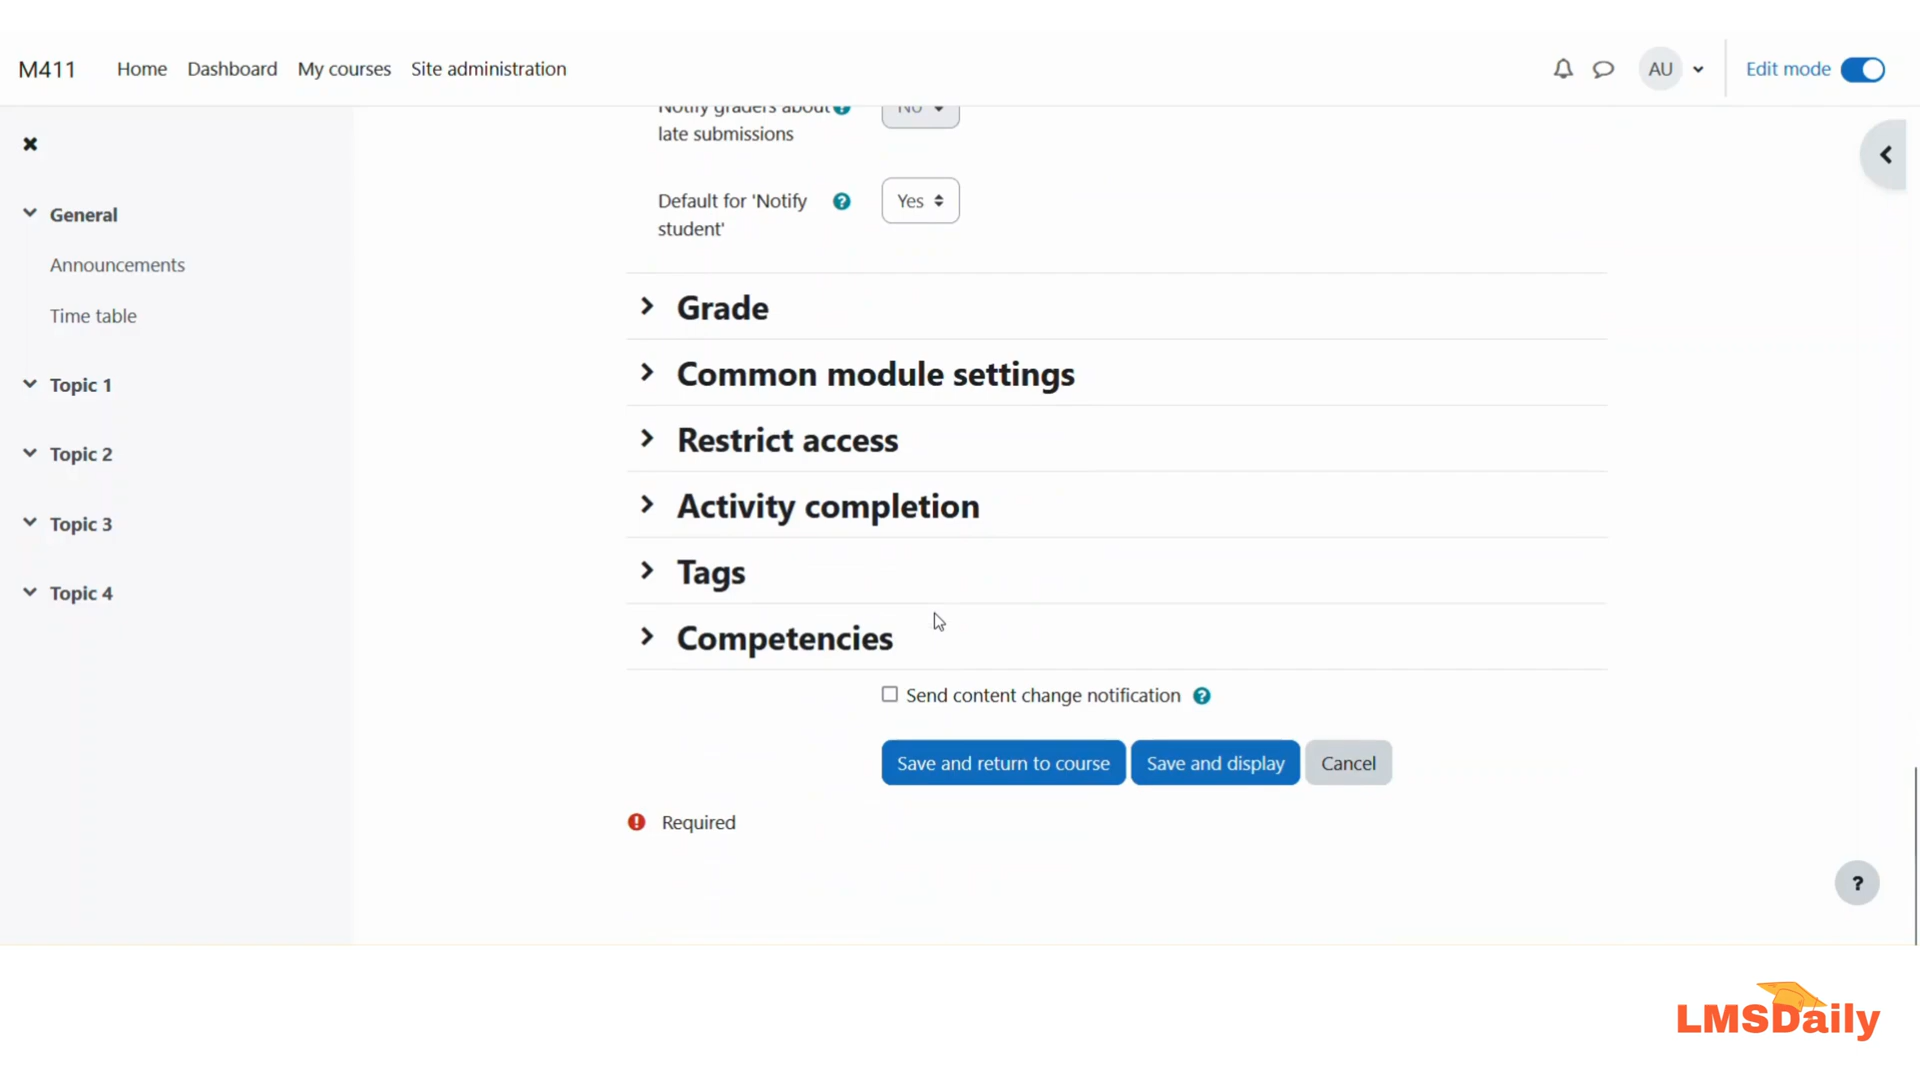 M411 Home Dashboard My courses Site administration AU Edit mode
General
Announcements
Time table
Topic 1
Topic 2
Topic 3
Topic 4
Notify graders about ? No
late submissions
Default for 'Notify ? Yes
student'
Grade
Common module settings
Restrict access
Activity completion
Tags
Competencies
Send content change notification ?
Save and return to course Save and display Cancel
! Required
?
LMSDaily